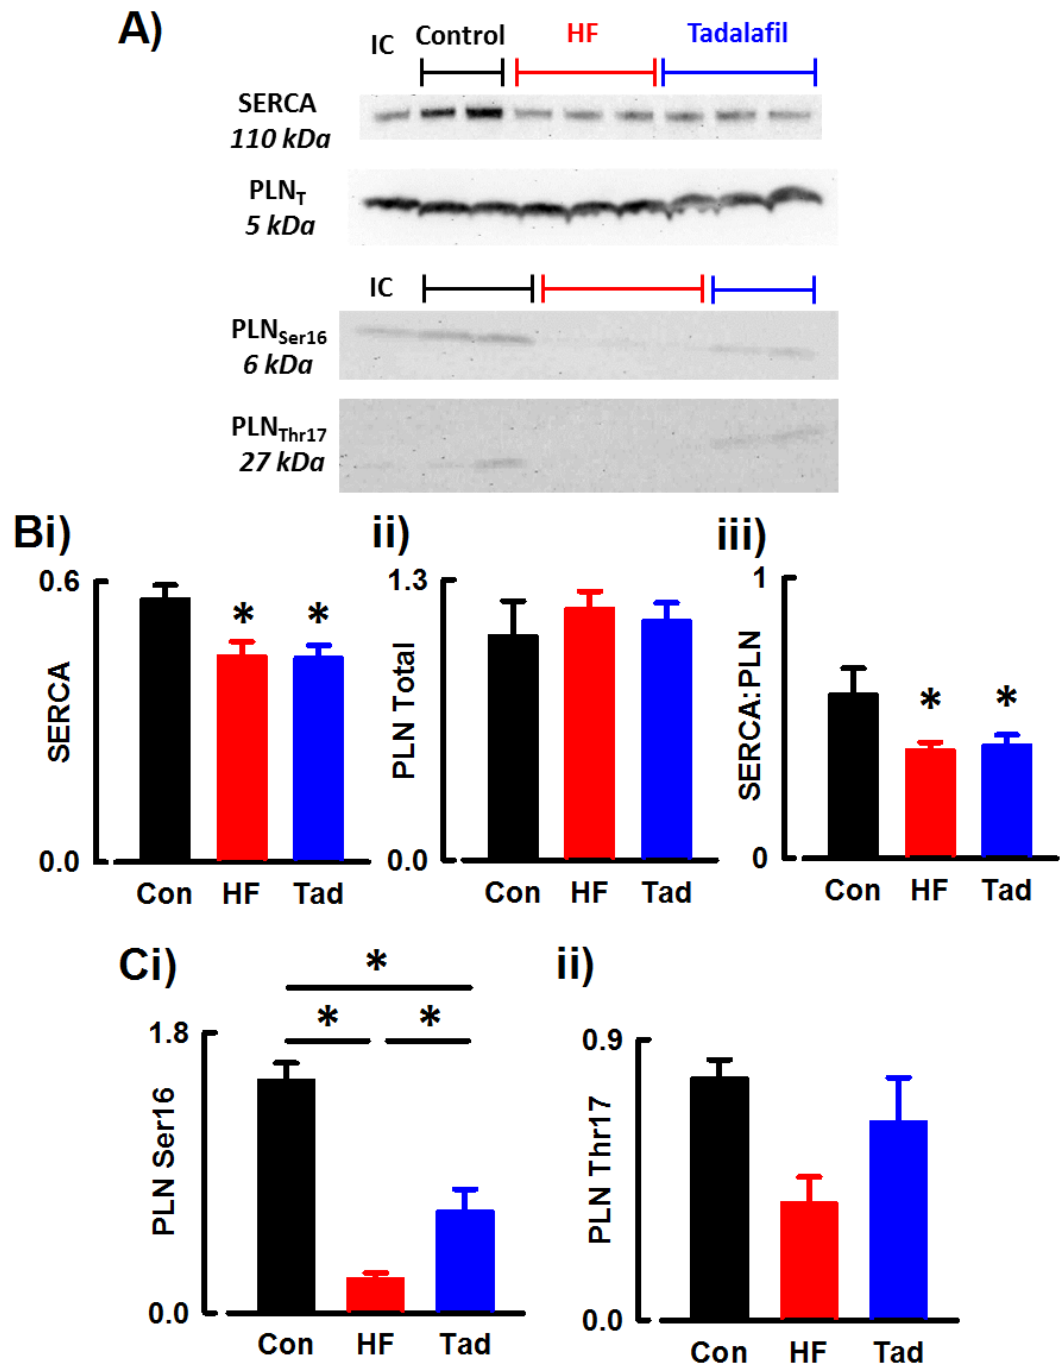 A)
IC Control HF Tadalafil
SERCA
110 kDa
PLNT
5 kDa
IC
PLNSer16
6 kDa
PLNThr17
27 kDa
Bi) ii) iii)
0.6
SERCA
* *
0.0
Con HF Tad
1.3
PLN Total
0.0
Con HF Tad
1
SERCA:PLN
* *
0
Con HF Tad
Ci) ii)
*
* *
1.8
PLN Ser16
0.0
Con HF Tad
0.9
PLN Thr17
0.0
Con HF Tad